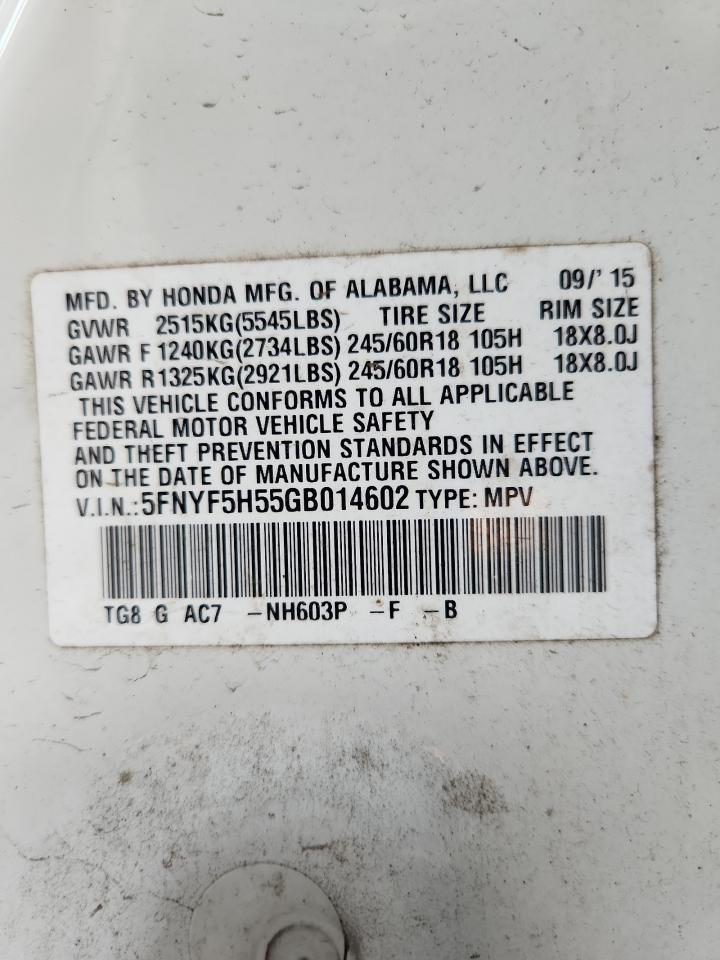 MFD. BY HONDA MFG. OF ALABAMA, LLC 09/' 15
GVWR 2515KG(5545LBS) TIRE SIZE RIM SIZE
GAWR F 1240KG(2734LBS) 245/60R18 105H 18X8.0J
GAWR R1325KG(2921LBS) 245/60R18 105H 18X8.0J
THIS VEHICLE CONFORMS TO ALL APPLICABLE
FEDERAL MOTOR VEHICLE SAFETY
AND THEFT PREVENTION STANDARDS IN EFFECT
ON THE DATE OF MANUFACTURE SHOWN ABOVE.
V.I.N.:5FNYF5H55GB014602 TYPE: MPV
TG8 G AC7 -NH603P -F -B